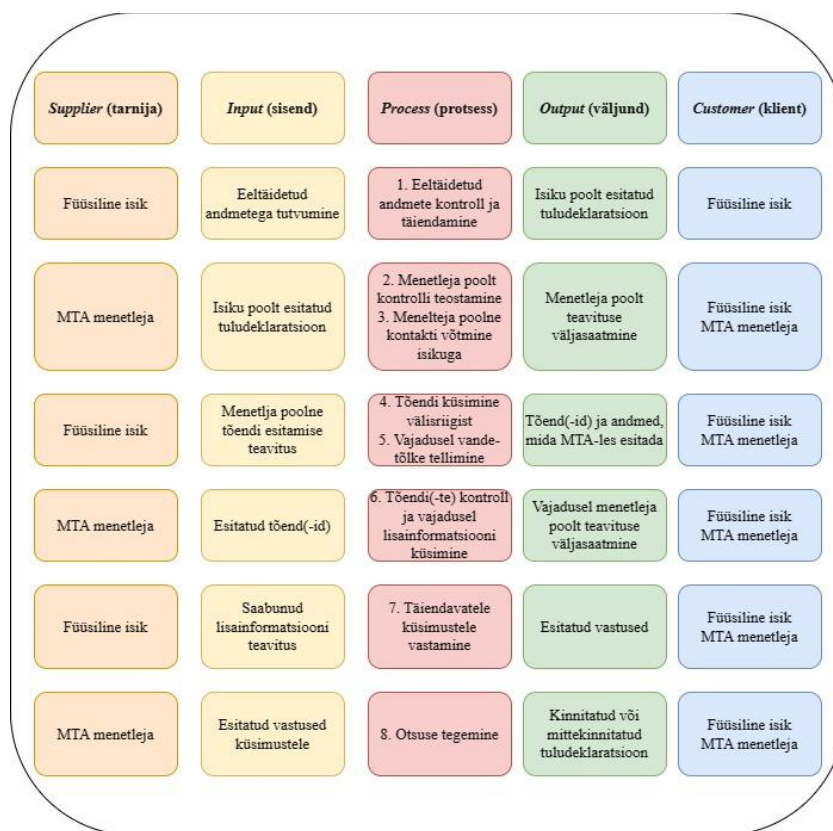 Supplier (tarnija)
Input (sisend)
Process (protsess)
Output (väljund)
Customer (klient)
Füüsiline isik
Eeltäidetud
andmetega tutvumine
1. Eeltäidetud
andmete kontroll ja
täiendamine
Isiku poolt esitatud
tuludeklaratsioon
Füüsiline isik
MTA menetleja
Isiku poolt esitatud
tuludeklaratsioon
2. Menetleja poolt
kontrolli teostamine
3. Menelteja poolne
kontakti võtmine
isikuga
Menetleja poolt
teavituse
väljasaatmine
Füüsiline isik
MTA menetleja
Füüsiline isik
Menetlja poolne
tõendi esitamise
teavitus
4. Tõendi küsimine
välisriigist
5. Vajadusel vande-
tõlke tellimine
Tõend(-id) ja andmed,
mida MTA-les esitada
Füüsiline isik
MTA menetleja
MTA menetleja
Esitatud tõend(-id)
6. Tõendi(-te) kontroll
ja vajadusel
lisainformatsiooni
küsimine
Vajadusel menetleja
poolt teavituse
väljasaatmine
Füüsiline isik
MTA menetleja
Füüsiline isik
Saabunud
lisainformatsiooni
teavitus
7. Täiendavatele
küsimustele
vastamine
Esitatud vastused
Füüsiline isik
MTA menetleja
MTA menetleja
Esitatud vastused
küsimustele
8. Otsuse tegemine
Kinnitatud või
mittekinnitatud
tuludeklaratsioon
Füüsiline isik
MTA menetleja